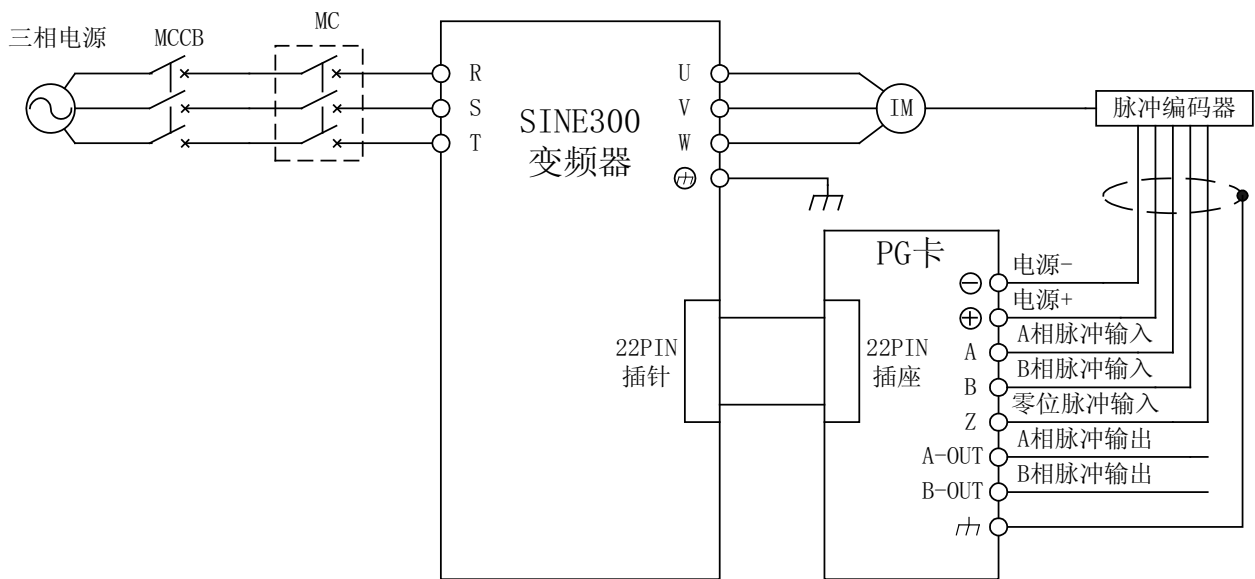 三相电源
MCCB
MC
R
S
T
SINE300
变频器
U
V
W
IM
脉冲编码器
PG卡
22PIN
插针
22PIN
插座
电源-
电源+
A
A相脉冲输入
B
B相脉冲输入
Z
零位脉冲输入
A-OUT
A相脉冲输出
B-OUT
B相脉冲输出